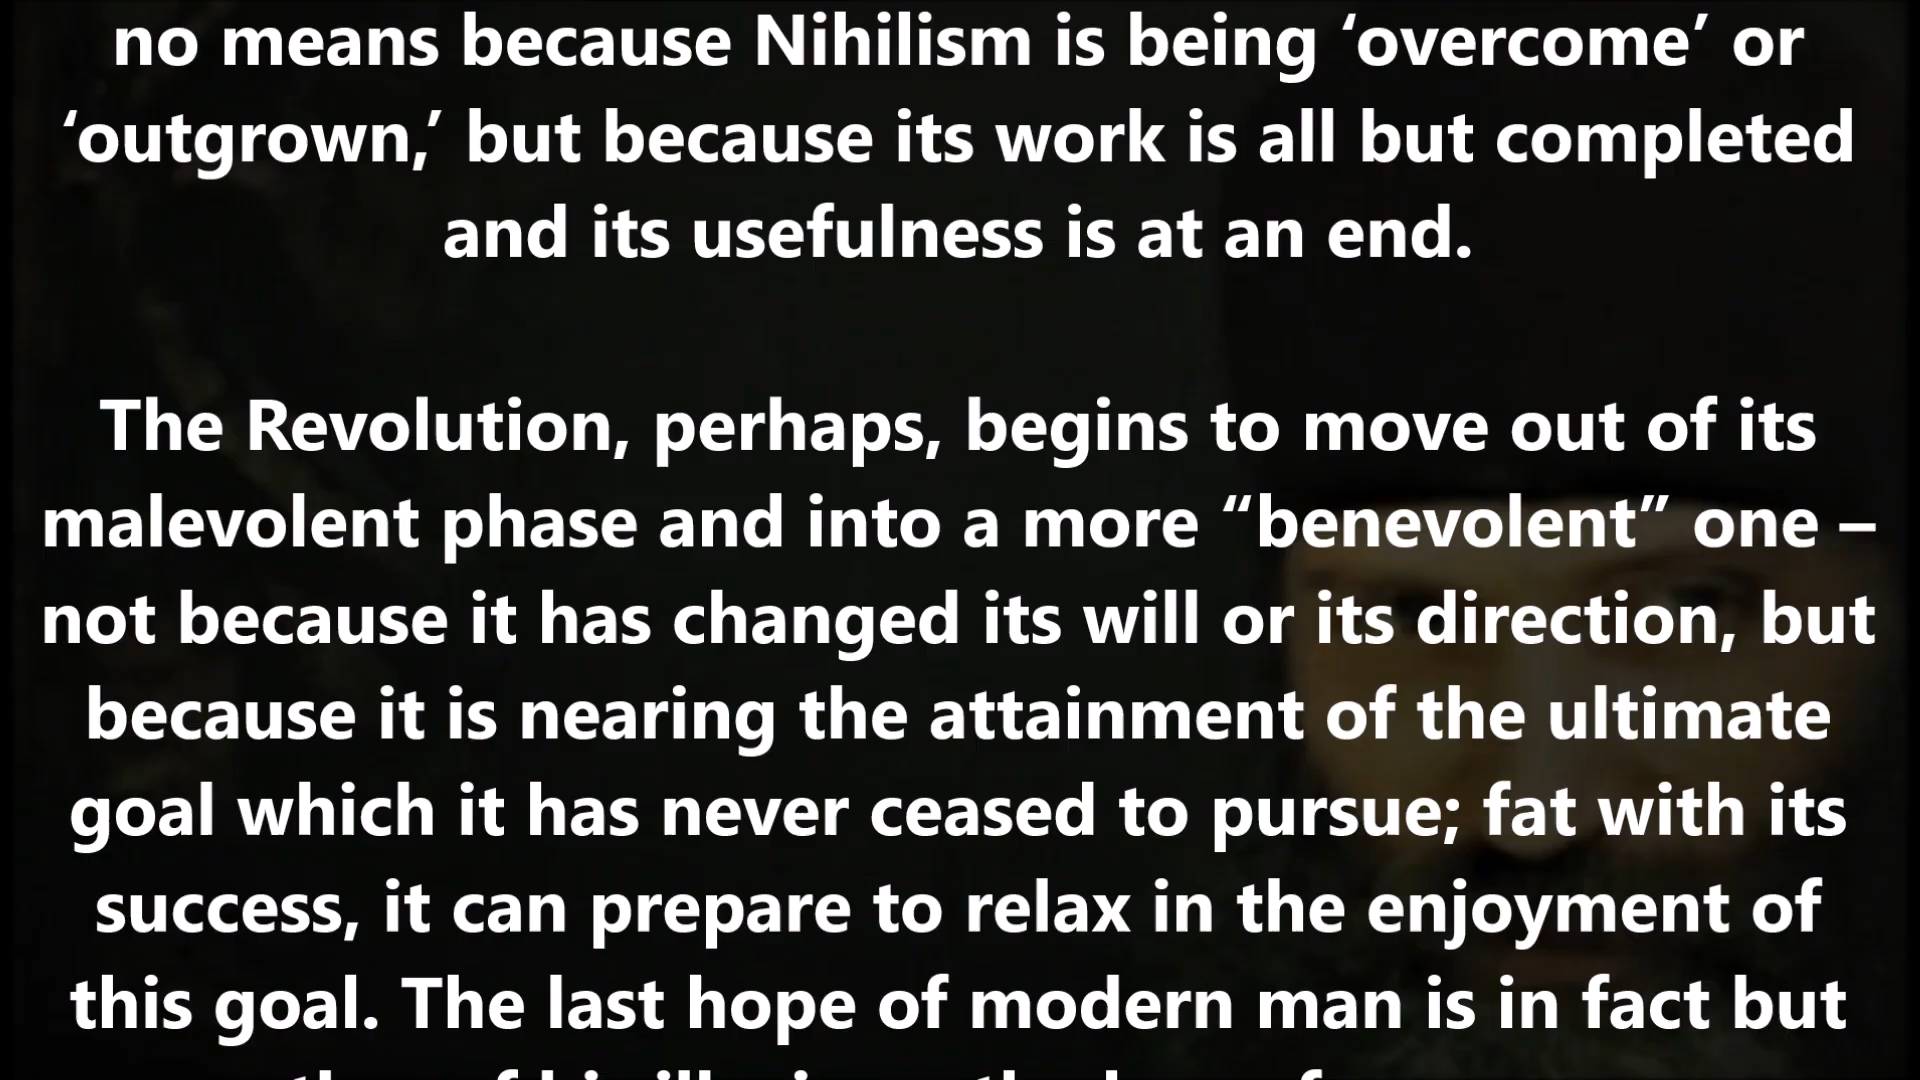 no means because Nihilism is being ‘overcome’ or
‘outgrown,’ but because its work is all but completed
and its usefulness is at an end.
The Revolution, perhaps, begins to move out of its
malevolent phase and into a more “benevolent” one –
not because it has changed its will or its direction, but
because it is nearing the attainment of the ultimate
goal which it has never ceased to pursue; fat with its
success, it can prepare to relax in the enjoyment of
this goal. The last hope of modern man is in fact but